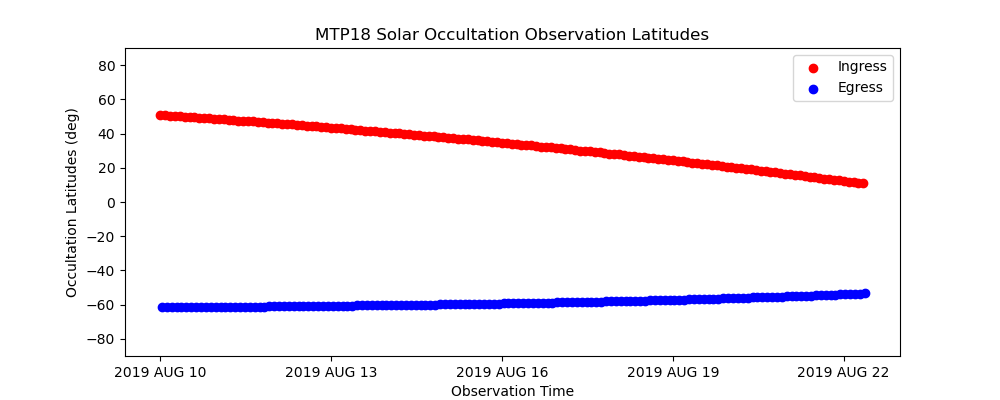 MTP18 Solar Occultation Observation Latitudes
Ingress
Egress
Occultation Latitudes (deg)
80
60
40
20
0
−20
−40
−60
−80
2019 AUG 10
2019 AUG 13
2019 AUG 16
2019 AUG 19
2019 AUG 22
Observation Time